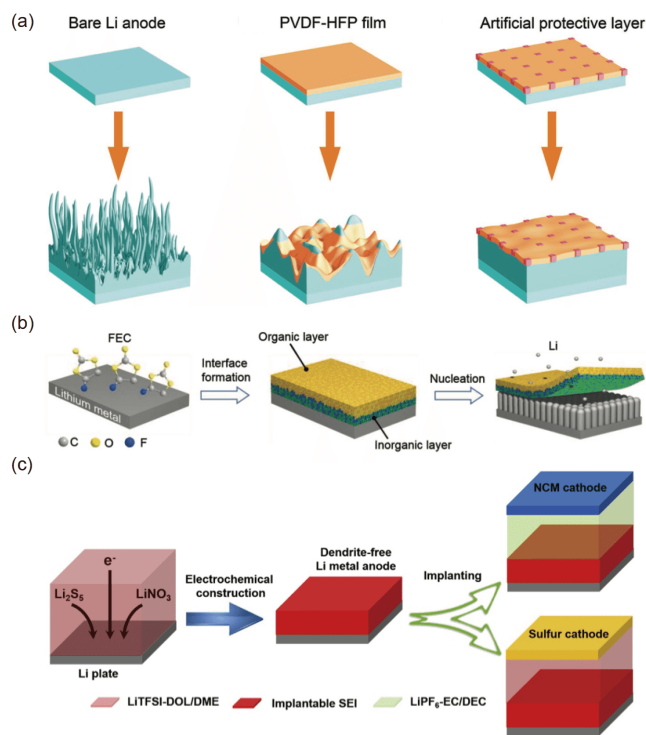 (a)
Bare Li anode
PVDF-HFP film
Artificial protective layer
(b)
FEC
Lithium metal
C
O
F
Interface
formation
Organic layer
Inorganic layer
Nucleation
Li
(c)
Li₂S₅
e⁻
LiNO₃
Li plate
Electrochemical
construction
Dendrite-free
Li metal anode
Implanting
NCM cathode
Sulfur cathode
LiTFSI-DOL/DME
Implantable SEI
LiPF₆-EC/DEC